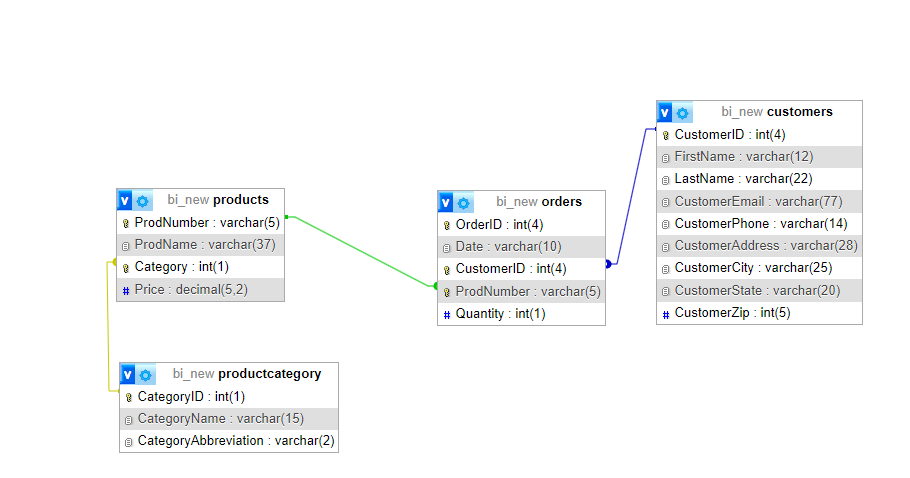 V bi_new customers
CustomerID : int(4)
FirstName : varchar(12)
LastName : varchar(22)
CustomerEmail : varchar(77)
CustomerPhone : varchar(14)
CustomerAddress : varchar(28)
CustomerCity : varchar(25)
CustomerState : varchar(20)
# CustomerZip : int(5)
V bi_new products
ProdNumber : varchar(5)
ProdName : varchar(37)
Category : int(1)
# Price : decimal(5,2)
V bi_new orders
OrderID : int(4)
Date : varchar(10)
CustomerID : int(4)
ProdNumber : varchar(5)
# Quantity : int(1)
V bi_new productcategory
CategoryID : int(1)
CategoryName : varchar(15)
CategoryAbbreviation : varchar(2)